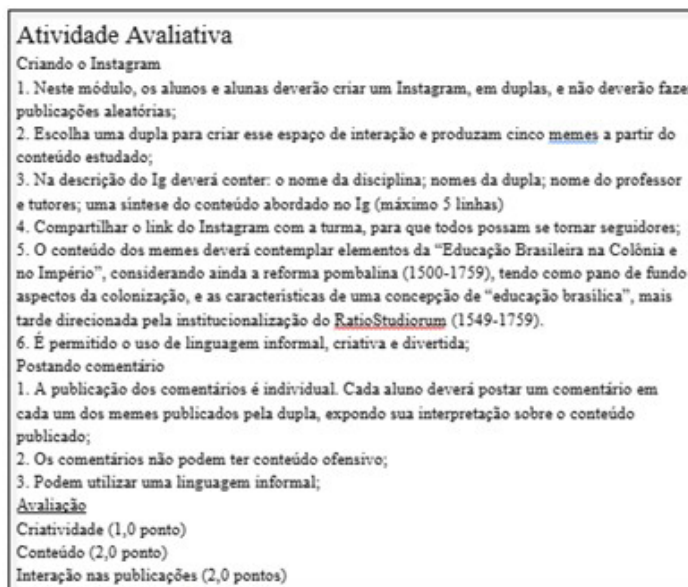 Atividade Avaliativa
Criando o Instagram
1. Neste módulo, os alunos e alunas deverão criar um Instagram, em duplas, e não deverão faze
publicações aleatórias;
2. Escolha uma dupla para criar esse espaço de interação e produzam cinco memes a partir do
conteúdo estudado;
3. Na descrição do Ig deverá conter: o nome da disciplina; nomes da dupla; nome do professor
e tutores; uma síntese do conteúdo abordado no Ig (máximo 5 linhas)
4. Compartilhar o link do Instagram com a turma, para que todos possam se tornar seguidores;
5. O conteúdo dos memes deverá contemplar elementos da “Educação Brasileira na Colônia e
no Império”, considerando ainda a reforma pombalina (1500-1759), tendo como pano de fundo
aspectos da colonização, e as características de uma concepção de “educação brasílica”, mais
tarde direcionada pela institucionalização do RatioStudiorum (1549-1759).
6. É permitido o uso de linguagem informal, criativa e divertida;
Postando comentário
1. A publicação dos comentários é individual. Cada aluno deverá postar um comentário em
cada um dos memes publicados pela dupla, expondo sua interpretação sobre o conteúdo
publicado;
2. Os comentários não podem ter conteúdo ofensivo;
3. Podem utilizar uma linguagem informal;
Avaliação
Criatividade (1,0 ponto)
Conteúdo (2,0 ponto)
Interação nas publicações (2,0 pontos)